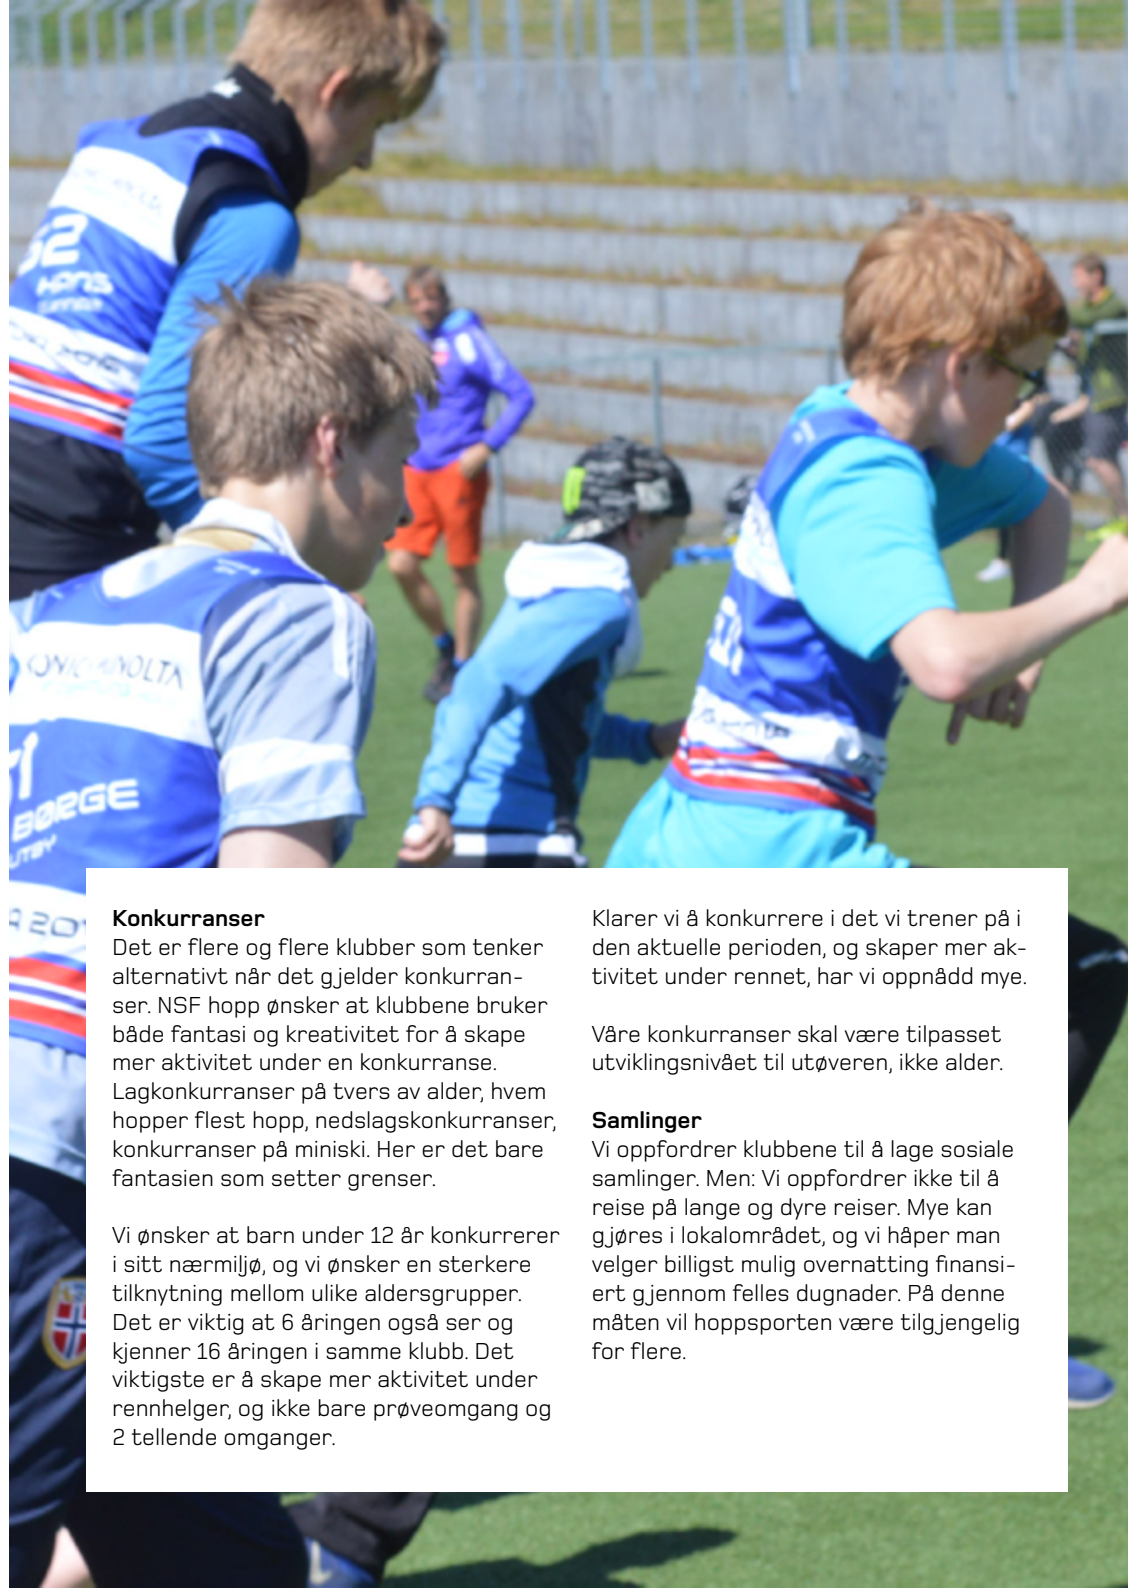 52
HANS
KONICA MINOLTA
BØRGE
Konkurranser
Det er flere og flere klubber som tenker
alternativt når det gjelder konkurran-
ser. NSF hopp ønsker at klubbene bruker
både fantasi og kreativitet for å skape
mer aktivitet under en konkurranse.
Lagkonkurranser på tvers av alder, hvem
hopper flest hopp, nedslagskonkurranser,
konkurranser på miniski. Her er det bare
fantasien som setter grenser.
Vi ønsker at barn under 12 år konkurrerer
i sitt nærmiljø, og vi ønsker en sterkere
tilknytning mellom ulike aldersgrupper.
Det er viktig at 6 åringen også ser og
kjenner 16 åringen i samme klubb. Det
viktigste er å skape mer aktivitet under
rennhelger, og ikke bare prøveomgang og
2 tellende omganger.
Klarer vi å konkurrere i det vi trener på i
den aktuelle perioden, og skaper mer ak-
tivitet under rennet, har vi oppnådd mye.
Våre konkurranser skal være tilpasset
utviklingsnivået til utøveren, ikke alder.
Samlinger
Vi oppfordrer klubbene til å lage sosiale
samlinger. Men: Vi oppfordrer ikke til å
reise på lange og dyre reiser. Mye kan
gjøres i lokalområdet, og vi håper man
velger billigst mulig overnatting finansi-
ert gjennom felles dugnader. På denne
måten vil hoppsporten være tilgjengelig
for flere.